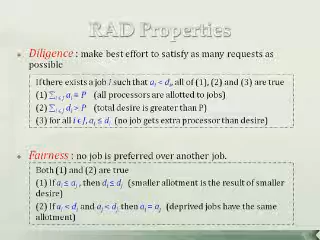 RAD Properties
Diligence : make best effort to satisfy as many requests as
possible
If there exists a job J such that aᵢ < dᵢ, all of (1), (2) and (3) are true
(1) ∑ᵢ∈J aᵢ = P (all processors are allotted to jobs)
(2) ∑ᵢ∈J dᵢ > P (total desire is greater than P)
(3) for all i ∈ J, aᵢ ≤ dᵢ (no job gets extra processor than desire)
Fairness : no job is preferred over another job.
Both (1) and (2) are true
(1) If aᵢ ≤ aⱼ, then dᵢ ≤ dⱼ (smaller allotment is the result of smaller
desire)
(2) If aᵢ < dᵢ and aⱼ < dⱼ, then aᵢ = aⱼ (deprived jobs have the same
allotment)